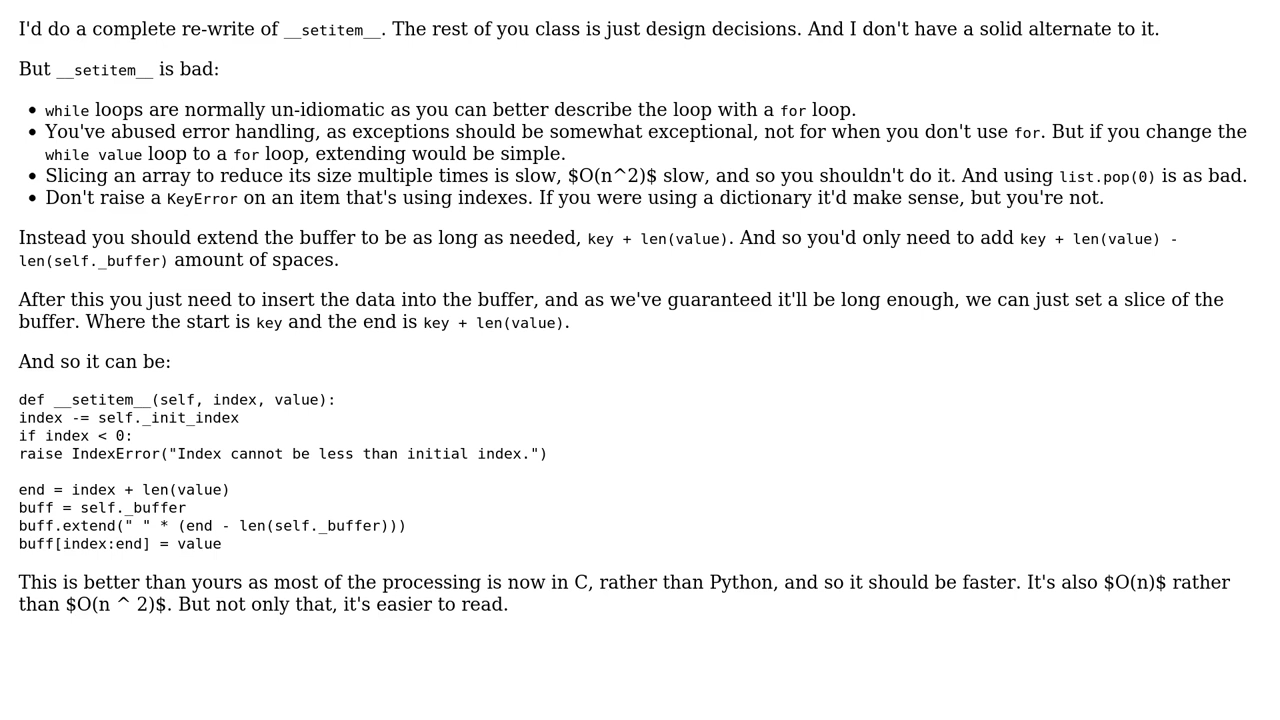 I'd do a complete re-write of __setitem__. The rest of you class is just design decisions. And I don't have a solid alternate to it.
But __setitem__ is bad:
• while loops are normally un-idiomatic as you can better describe the loop with a for loop.
• You've abused error handling, as exceptions should be somewhat exceptional, not for when you don't use for. But if you change the
while value loop to a for loop, extending would be simple.
• Slicing an array to reduce its size multiple times is slow, $O(n^2)$ slow, and so you shouldn't do it. And using list.pop(0) is as bad.
• Don't raise a KeyError on an item that's using indexes. If you were using a dictionary it'd make sense, but you're not.
Instead you should extend the buffer to be as long as needed, key + len(value). And so you'd only need to add key + len(value) -
len(self._buffer) amount of spaces.
After this you just need to insert the data into the buffer, and as we've guaranteed it'll be long enough, we can just set a slice of the
buffer. Where the start is key and the end is key + len(value).
And so it can be:
def __setitem__(self, index, value):
index -= self._init_index
if index < 0:
raise IndexError("Index cannot be less than initial index.")
end = index + len(value)
buff = self._buffer
buff.extend(" " * (end - len(self._buffer)))
buff[index:end] = value
This is better than yours as most of the processing is now in C, rather than Python, and so it should be faster. It's also $O(n)$ rather
than $O(n ^ 2)$. But not only that, it's easier to read.